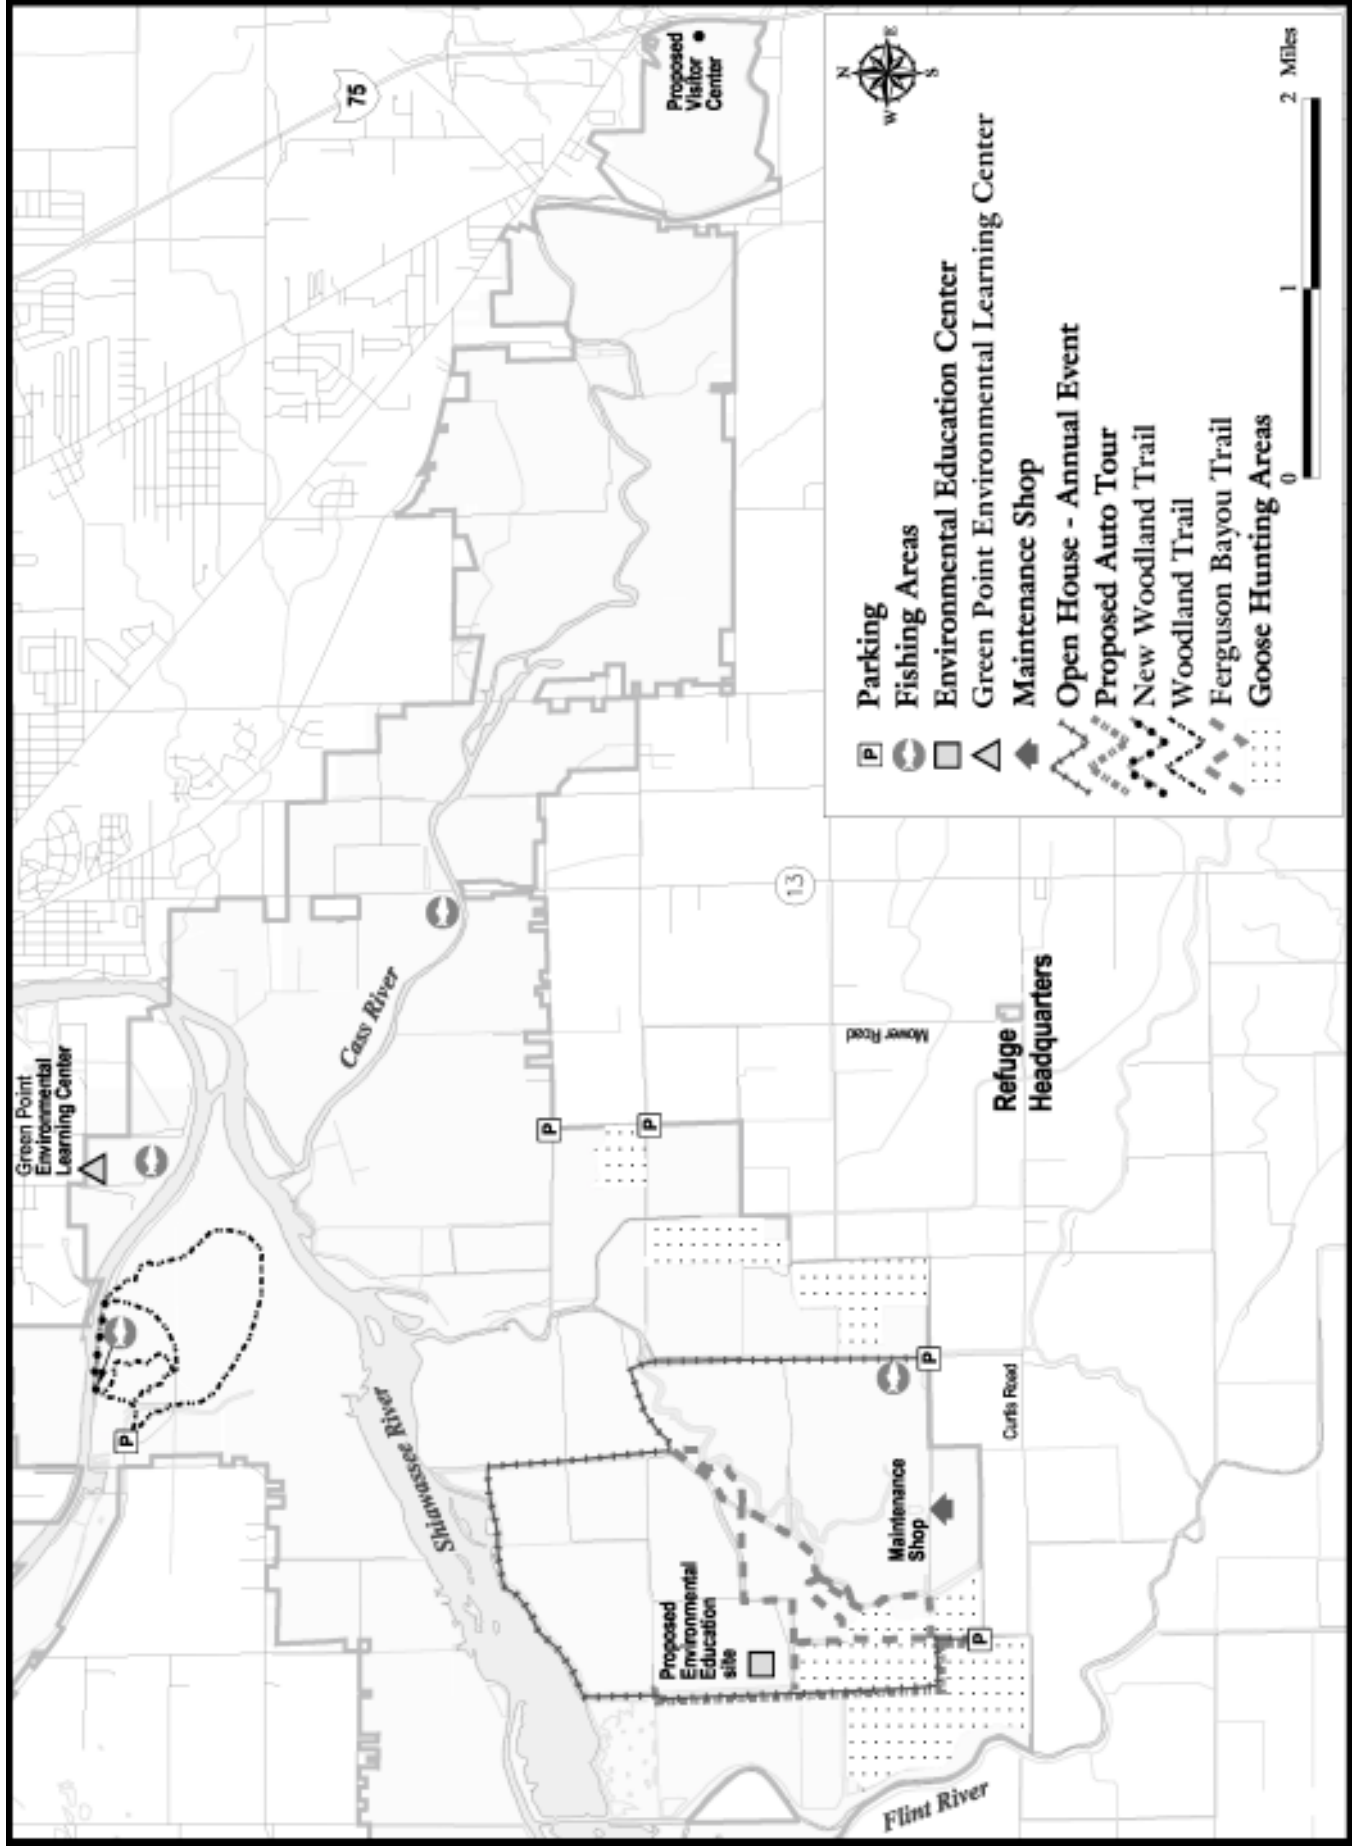 Green Point
Environmental
Learning Center
75
Proposed
Visitor
Center
Cass River
Shiawassee River
13
Mower Road
Refuge
Headquarters
Curtis Road
Maintenance
Shop
Proposed
Environmental
Education
site
Flint River
P
P
P
P
P
N
E
S
W
P Parking
Fishing Areas
Environmental Education Center
Green Point Environmental Learning Center
Maintenance Shop
Open House - Annual Event
Proposed Auto Tour
New Woodland Trail
Woodland Trail
Ferguson Bayou Trail
Goose Hunting Areas
0 1 2 Miles